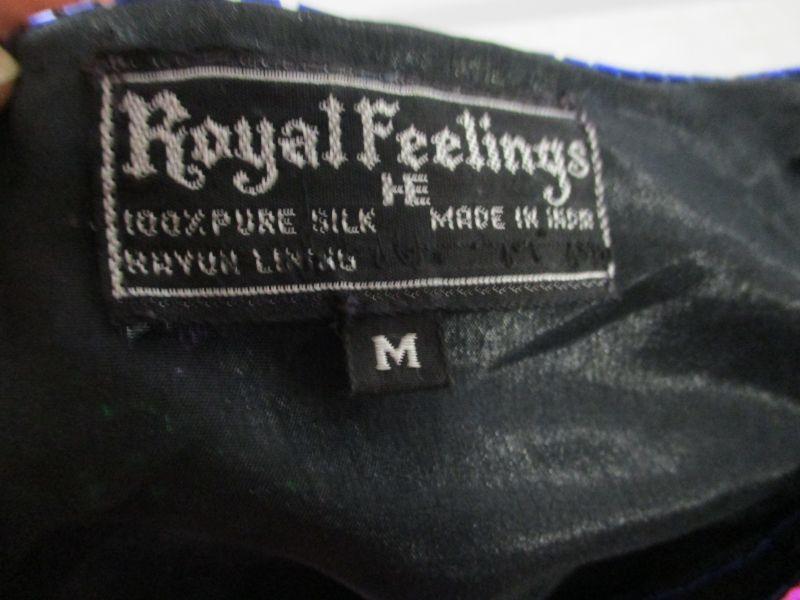 Royal Feelings
HE
100% PURE SILK MADE IN INDIA
RAYON LINING
M